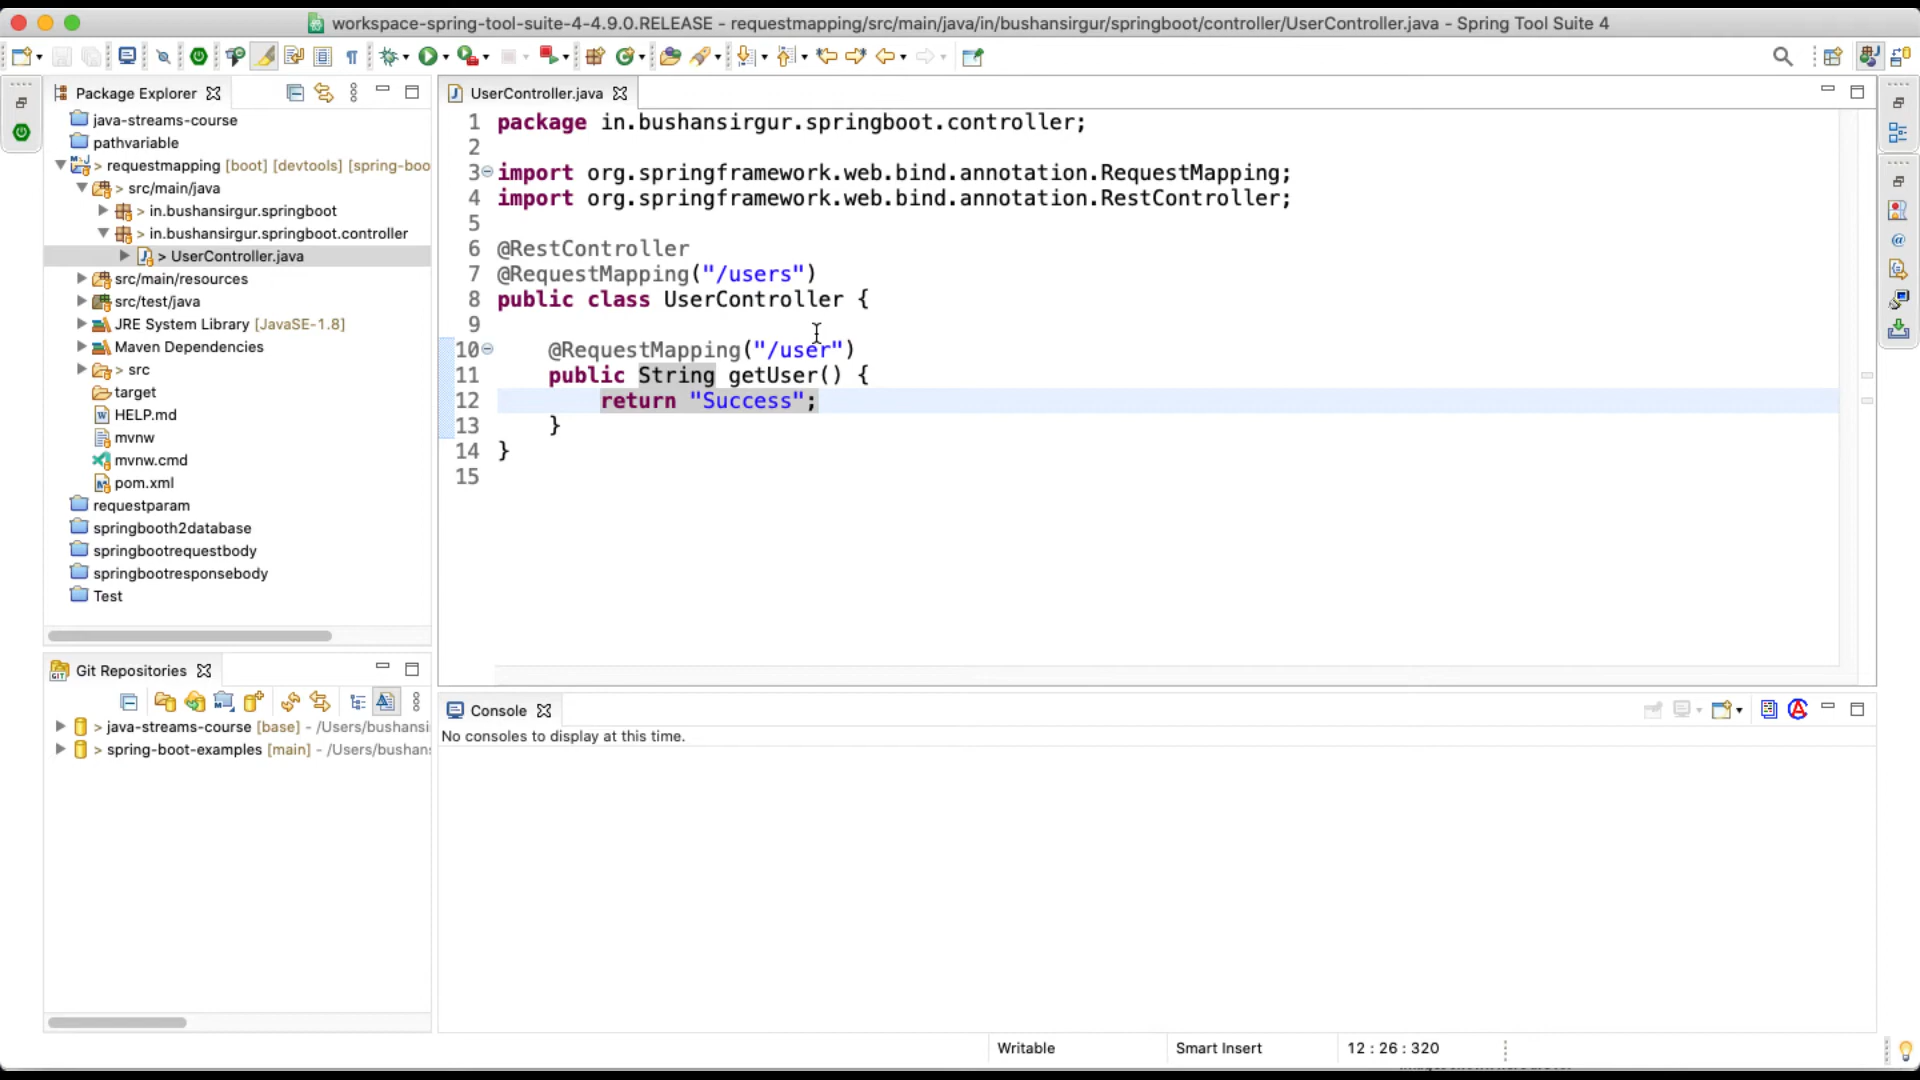 workspace-spring-tool-suite-4-4.9.0.RELEASE - requestmapping/src/main/java/in/bushansirgur/springboot/controller/UserController.java - Spring Tool Suite 4
Package Explorer
java-streams-course
pathvariable
> requestmapping [boot] [devtools] [spring-boo
> src/main/java
> in.bushansirgur.springboot
> in.bushansirgur.springboot.controller
> UserController.java
src/main/resources
src/test/java
JRE System Library [JavaSE-1.8]
Maven Dependencies
> src
target
HELP.md
mvnw
mvnw.cmd
pom.xml
requestparam
springbooth2database
springbootrequestbody
springbootresponsebody
Test
UserController.java
1 package in.bushansirgur.springboot.controller;
2
3 import org.springframework.web.bind.annotation.RequestMapping;
4 import org.springframework.web.bind.annotation.RestController;
5
6 @RestController
7 @RequestMapping("/users")
8 public class UserController {
9
10 @RequestMapping("/user")
11 public String getUser() {
12 return "Success";
13 }
14 }
15
Git Repositories
> java-streams-course [base] - /Users/bushansi
> spring-boot-examples [main] - /Users/bushans
Console
No consoles to display at this time.
Writable
Smart Insert
12 : 26 : 320